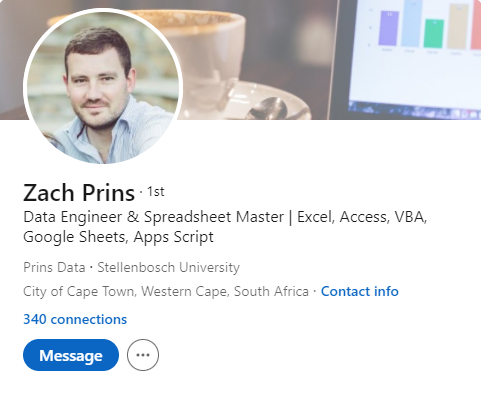 Zach Prins · 1st
Data Engineer & Spreadsheet Master | Excel, Access, VBA,
Google Sheets, Apps Script
Prins Data · Stellenbosch University
City of Cape Town, Western Cape, South Africa · Contact info
340 connections
Message